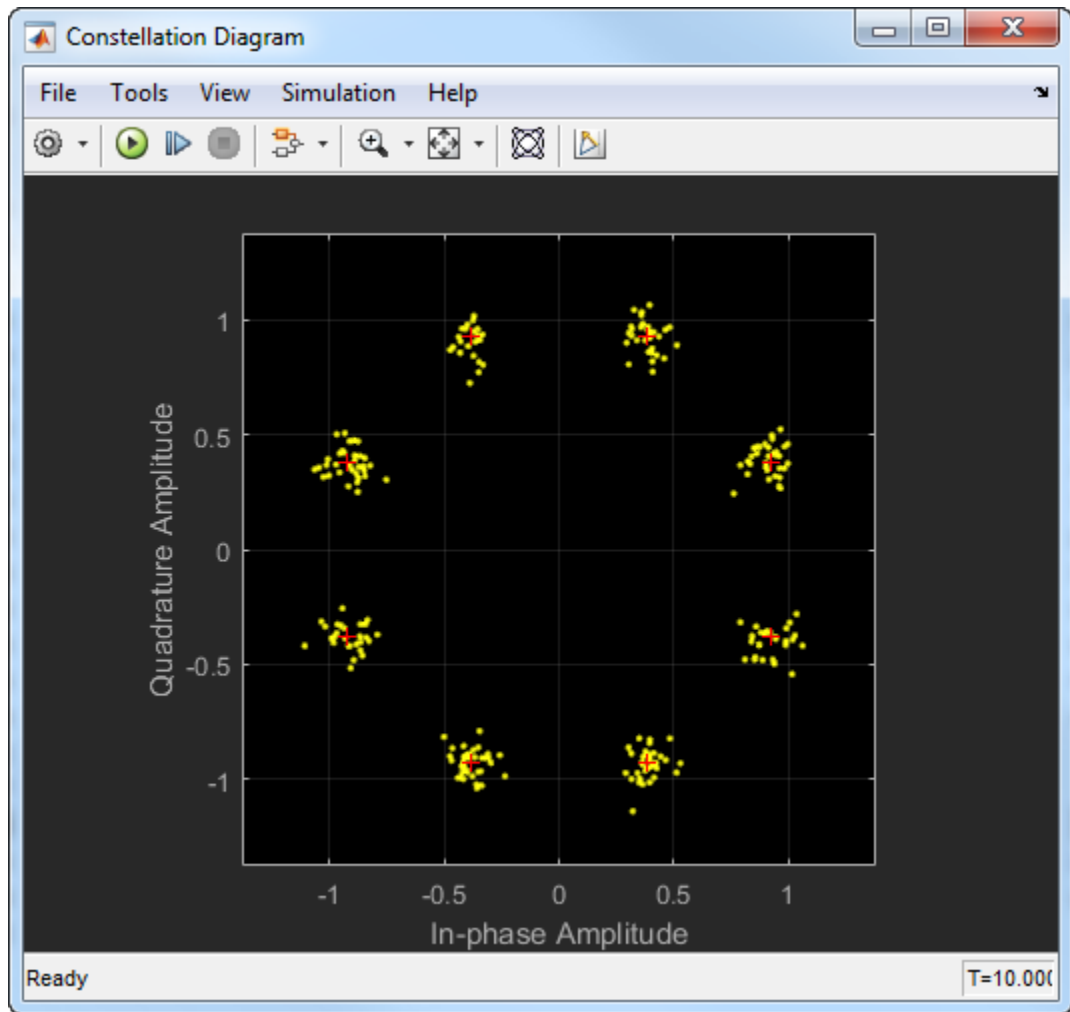 Constellation Diagram
File Tools View Simulation Help
1
0.5
0
-0.5
-1
Quadrature Amplitude
-1 -0.5 0 0.5 1
In-phase Amplitude
Ready T=10.000